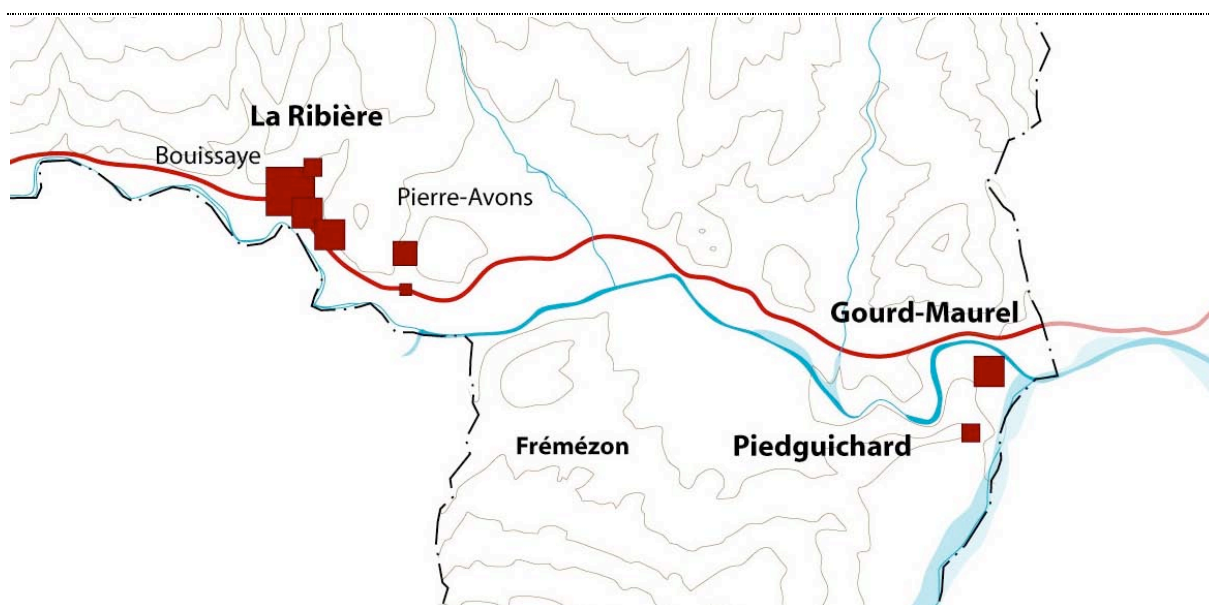 La Ribière
Bouissaye
Pierre-Avons
Gourd-Maurel
Frémézon
Piedguichard